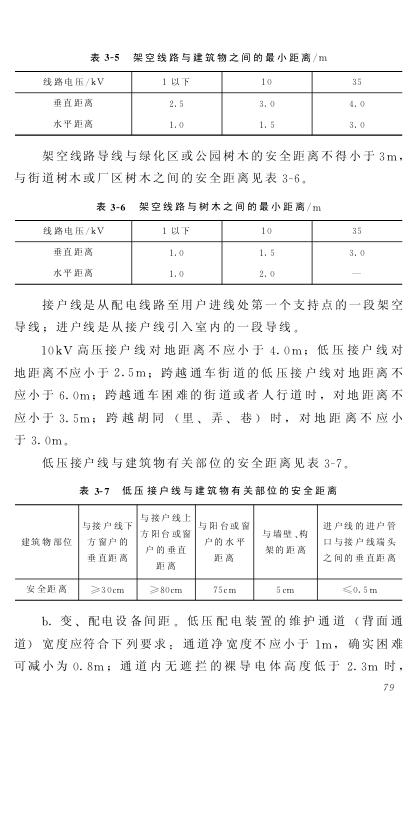 表 3-5 架空线路与建筑物之间的最小距离/m
线路电压/kV 1 以下 10 35
垂直距离 2.5 3.0 4.0
水平距离 1.0 1.5 3.0
架空线路导线与绿化区或公园树木的安全距离不得小于 3m，
与街道树木或厂区树木之间的安全距离见表 3-6。
表 3-6 架空线路与树木之间的最小距离/m
线路电压/kV 1 以下 10 35
垂直距离 1.0 1.5 3.0
水平距离 1.0 2.0 —
接户线是从配电线路至用户进线处第一个支持点的一段架空
导线；进户线是从接户线引入室内的一段导线。
10kV 高压接户线对地距离不应小于 4.0m；低压接户线对
地距离不应小于 2.5m；跨越通车街道的低压接户线对地距离不
应小于 6.0m；跨越通车困难的街道或者人行道时，对地距离不
应小于 3.5m；跨越胡同（里、弄、巷）时，对地距离不应小
于 3.0m。
低压接户线与建筑物有关部位的安全距离见表 3-7。
表 3-7 低压接户线与建筑物有关部位的安全距离
建筑物部位
与接户线下
方窗户的
垂直距离
与接户线上
方阳台或窗
户的垂直
距离
与阳台或窗
户的水平
距离
与墙壁、构
架的距离
进户线的进户管
口与接户线端头
之间的垂直距离
安全距离 ≥30cm ≥80cm 75cm 5cm ≤0.5m
b. 变、配电设备间距。低压配电装置的维护通道（背面通
道）宽度应符合下列要求：通道净宽度不应小于 1m，确实困难
可减小为 0.8m；通道内无遮拦的裸导电体高度低于 2.3m 时，
79